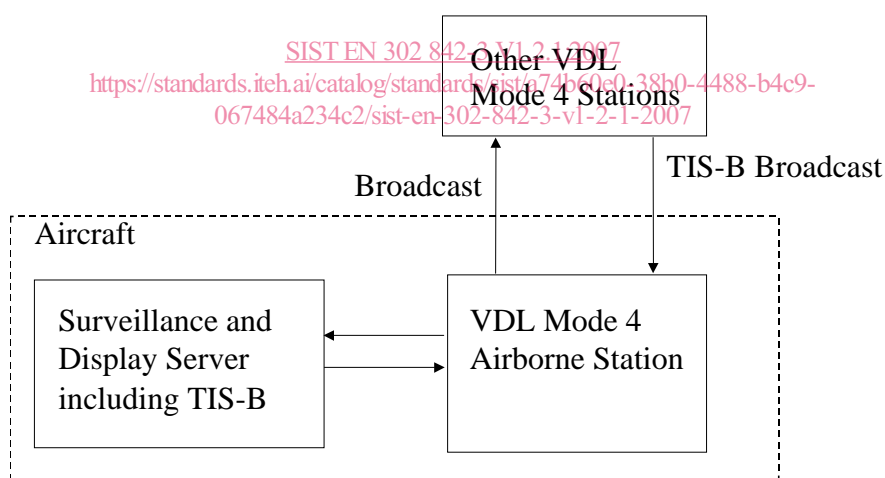 SIST EN 302 842-3 V1.2.1:2007
Other VDL
https://standards.iteh.ai/catalog/standards/sist/a74b60e0-38b0-4488-b4c9-
Mode 4 Stations
067484a234c2/sist-en-302-842-3-v1-2-1-2007
TIS-B Broadcast
Broadcast
Aircraft
Surveillance and
Display Server
including TIS-B
VDL Mode 4
Airborne Station